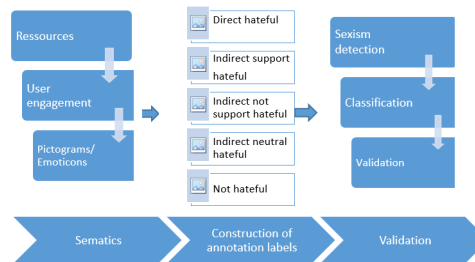 Ressources
User
engagement
Pictograms/
Emoticons
Direct hateful
Indirect support
hateful
Indirect not
support hateful
Indirect neutral
hateful
Not hateful
Sexism
detection
Classification
Validation
Sematics
Construction of
annotation labels
Validation